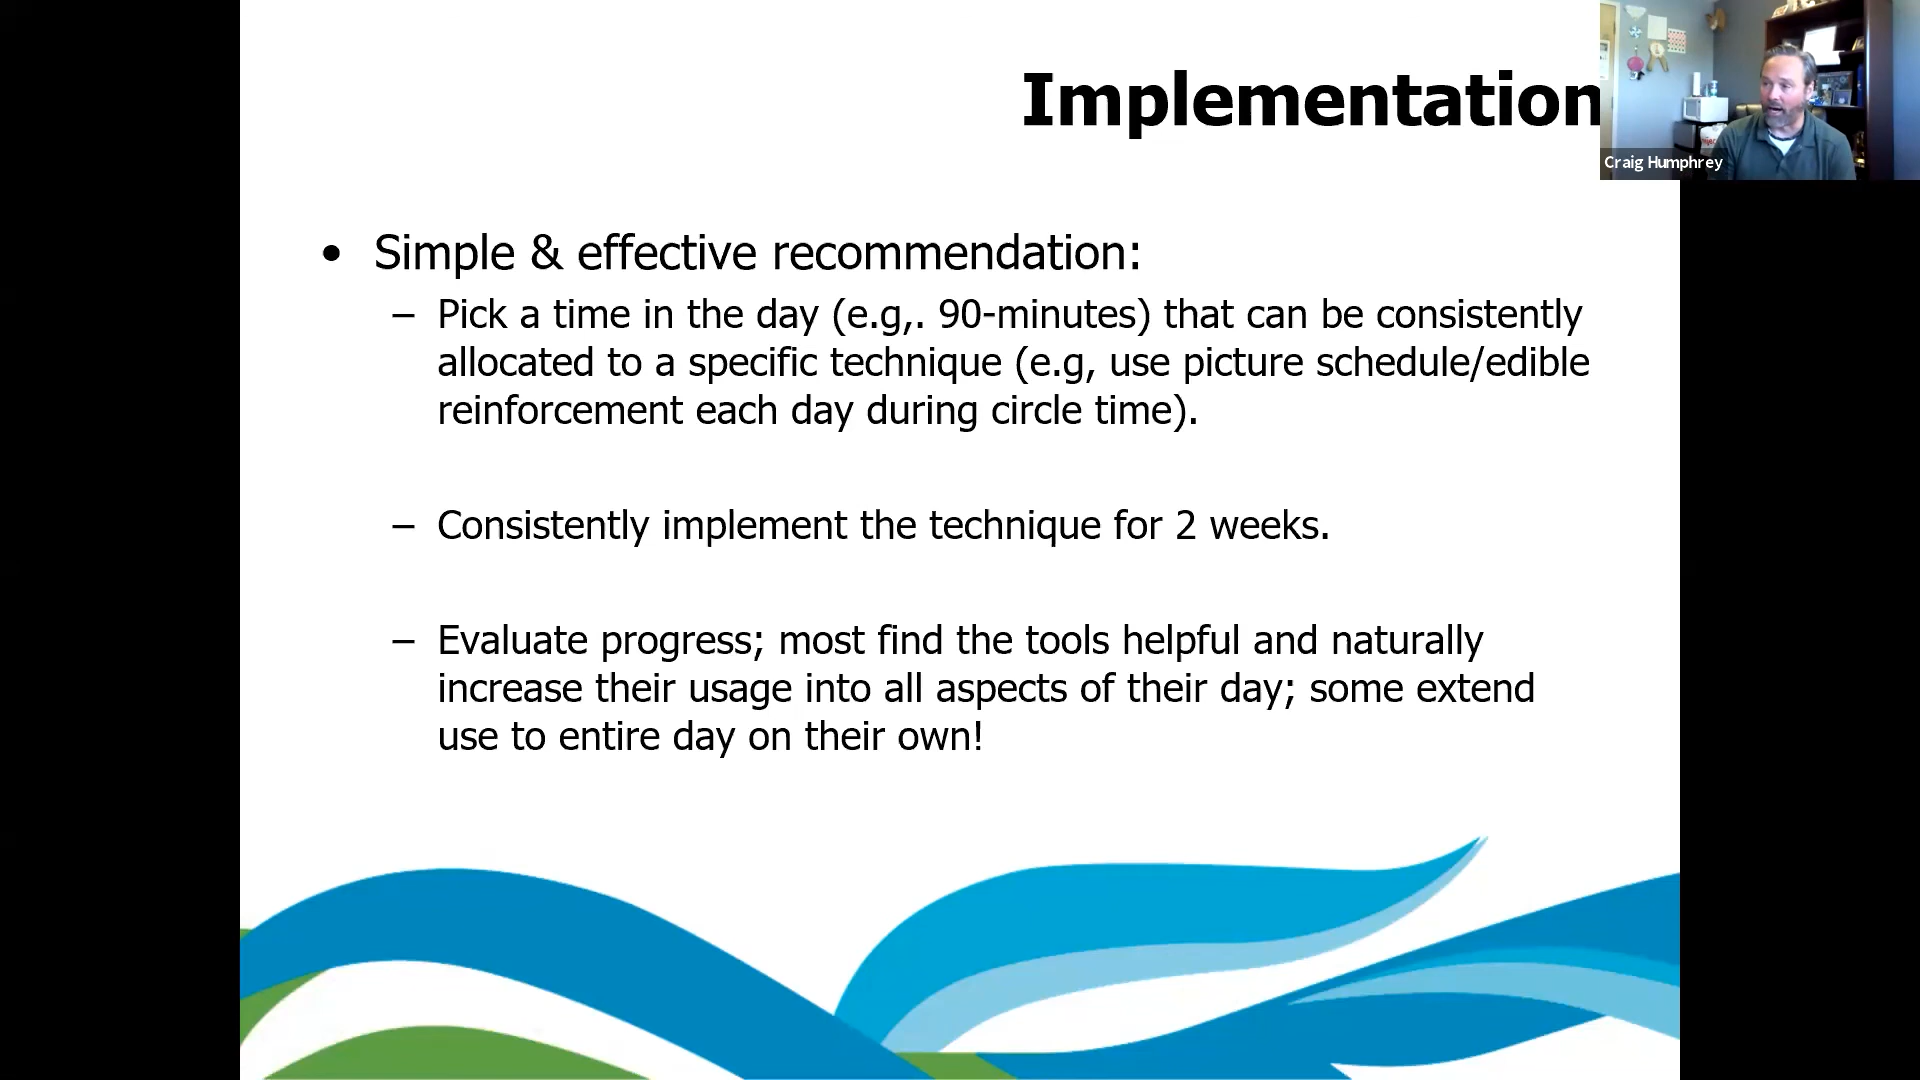 Implementation
Craig Humphrey
• Simple & effective recommendation:
– Pick a time in the day (e.g,. 90-minutes) that can be consistently
allocated to a specific technique (e.g, use picture schedule/edible
reinforcement each day during circle time).
– Consistently implement the technique for 2 weeks.
– Evaluate progress; most find the tools helpful and naturally
increase their usage into all aspects of their day; some extend
use to entire day on their own!